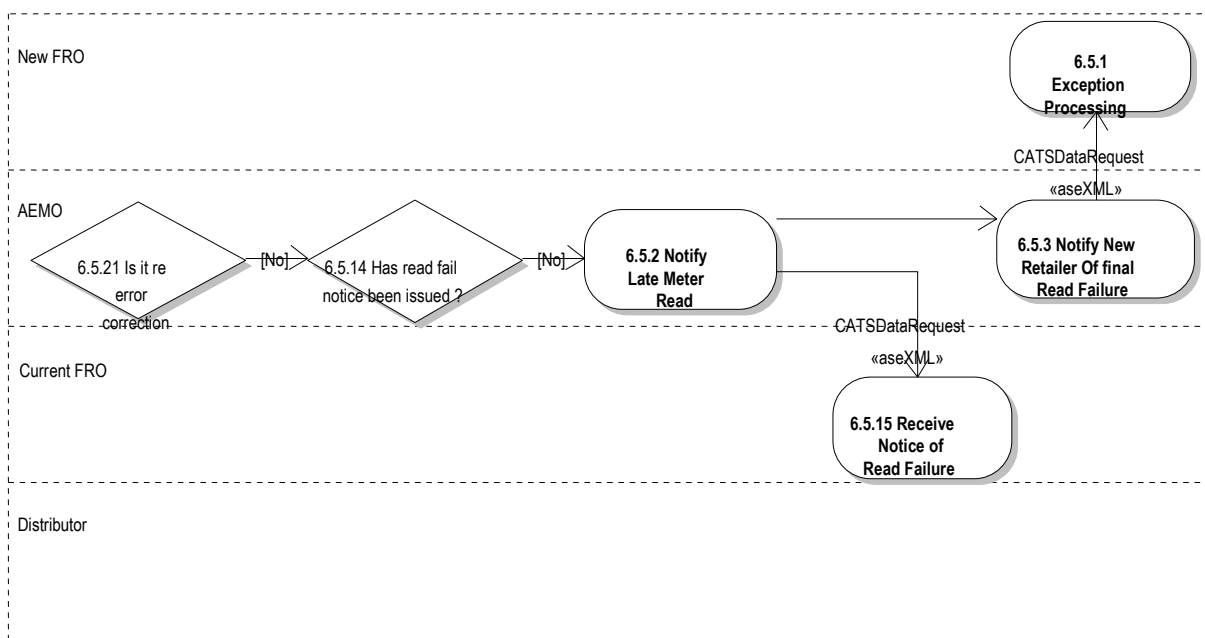 New FRO
6.5.1
Exception
Processing
CATSDataRequest
«aseXML»
AEMO
6.5.21 Is it re
error
correction
[No]
6.5.14 Has read fail
notice been issued ?
[No]
6.5.2 Notify
Late Meter
Read
6.5.3 Notify New
Retailer Of final
Read Failure
CATSDataRequest
«aseXML»
Current FRO
6.5.15 Receive
Notice of
Read Failure
Distributor